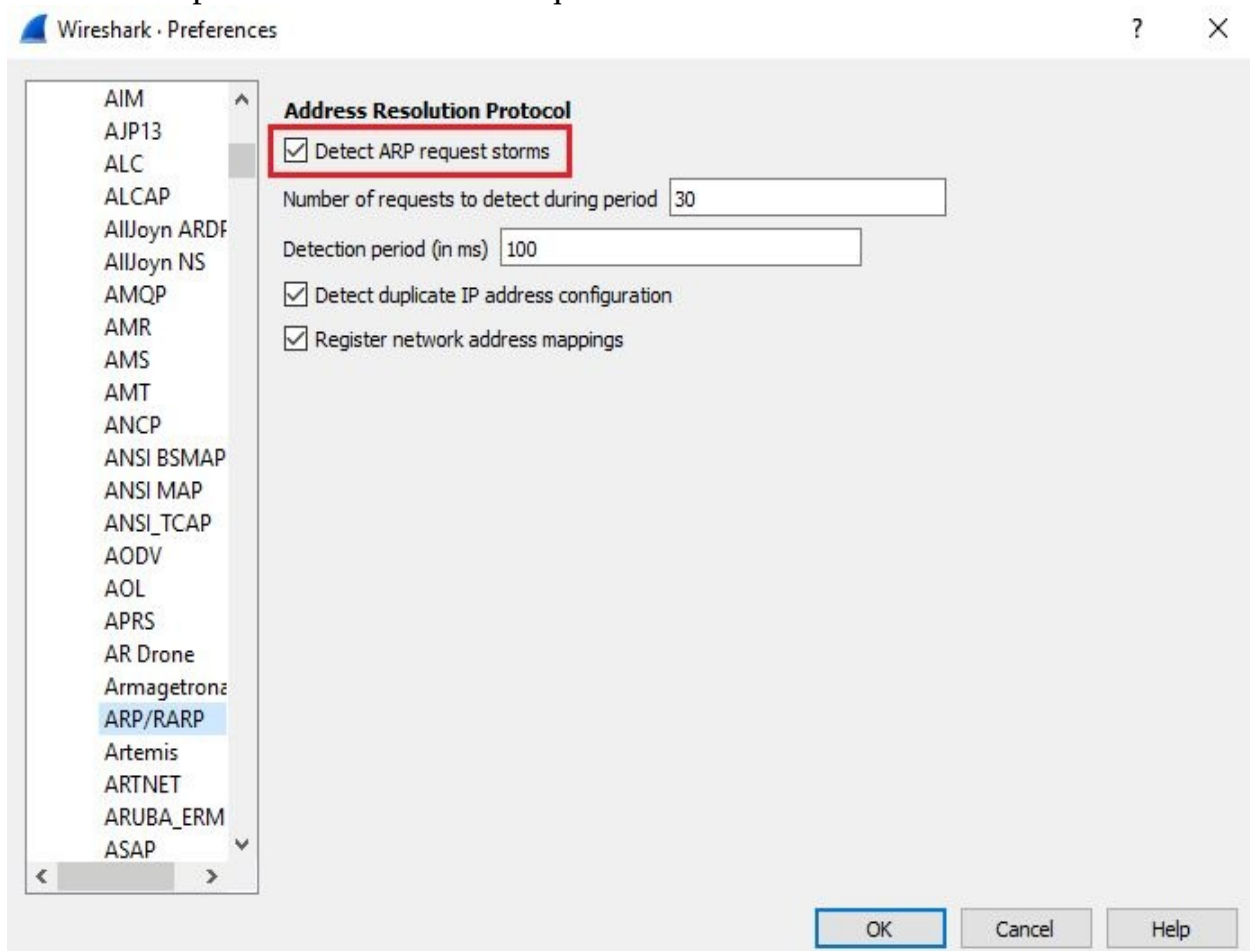 Wireshark · Preferences
? X
AIM
AJP13
ALC
ALCAP
AllJoyn ARDP
AllJoyn NS
AMQP
AMR
AMS
AMT
ANCP
ANSI BSMAP
ANSI MAP
ANSI_TCAP
AODV
AOL
APRS
AR Drone
Armagetrona
ARP/RARP
Artemis
ARTNET
ARUBA_ERM
ASAP
Address Resolution Protocol
Detect ARP request storms
Number of requests to detect during period 30
Detection period (in ms) 100
Detect duplicate IP address configuration
Register network address mappings
OK Cancel Help